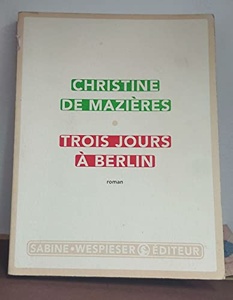 CHRISTINE
DE MAZIÈRES
TROIS JOURS
À BERLIN
roman
SABINE • WESPIESER ÉDITEUR